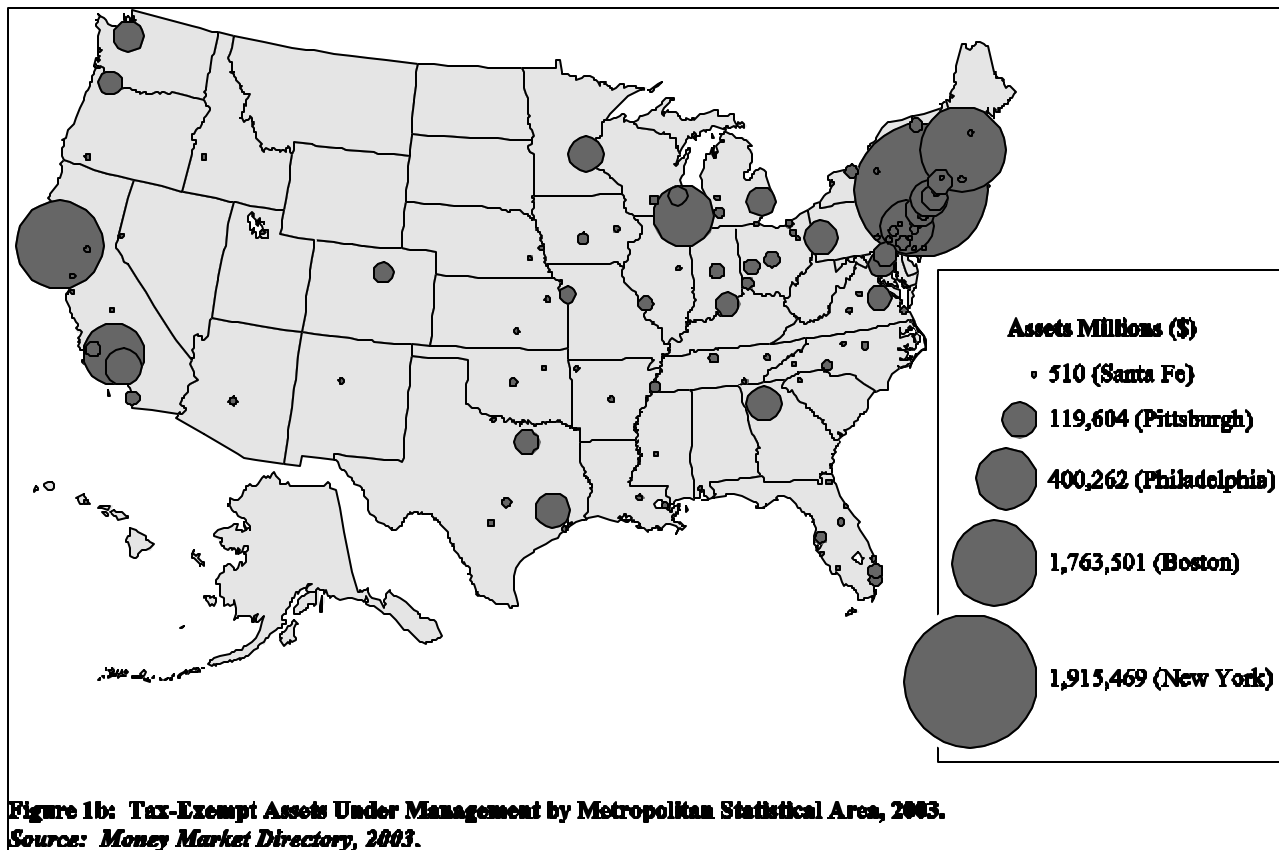 Assets Millions ($)
510 (Santa Fe)
119,604 (Pittsburgh)
400,262 (Philadelphia)
1,763,501 (Boston)
1,915,469 (New York)
Figure 1b: Tax-Exempt Assets Under Management by Metropolitan Statistical Area, 2003.
Source: Money Market Directory, 2003.